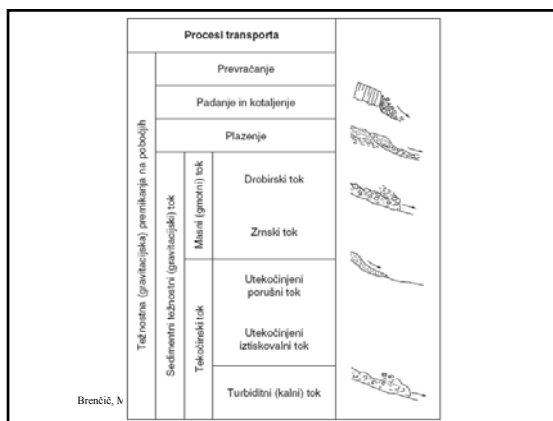 Procesi transporta
Težnostna (gravitacijska) premikanja na pobočjih
Prevračanje
Padanje in kotaljenje
Plazenje
Sedimentni težnostni (gravitacijski) tok
Masni (gmotni) tok
Drobirski tok
Zrnski tok
Tekočinski tok
Utekočinjeni
porušni tok
Utekočinjeni
iztiskovalni tok
Turbiditni (kalni) tok
Brenčič, M